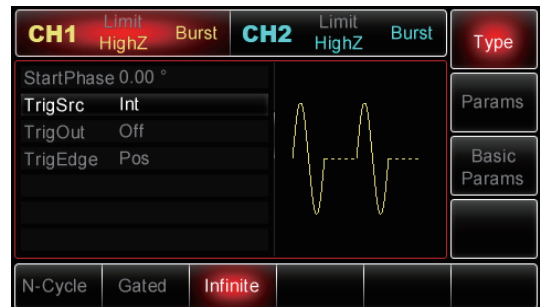 CH1 Limit HighZ Burst CH2 Limit HighZ Burst Type
StartPhase 0.00 °
TrigSrc Int
TrigOut Off
TrigEdge Pos
Params
Basic
Params
N-Cycle Gated Infinite